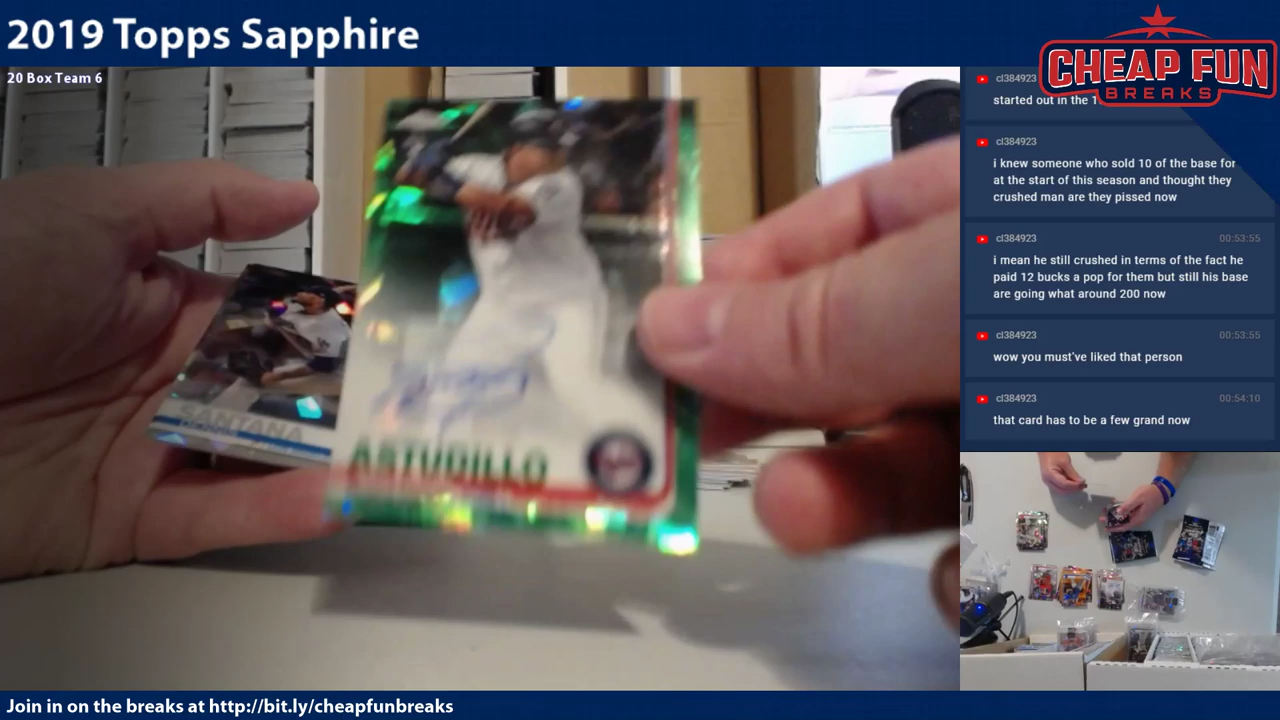 2019 Topps Sapphire
20 Box Team 6
CHEAP FUN
BREAKS
cl384923
started out in the
cl384923
i knew someone who sold 10 of the base for
at the start of this season and thought they
crushed man are they pissed now
cl384923 00:53:55
i mean he still crushed in terms of the fact he
paid 12 bucks a pop for them but still his base
are going what around 200 now
cl384923 00:53:55
wow you must've liked that person
cl384923 00:54:10
that card has to be a few grand now
SANTANA
ASTUDILLO
Join in on the breaks at http://bit.ly/cheapfunbreaks